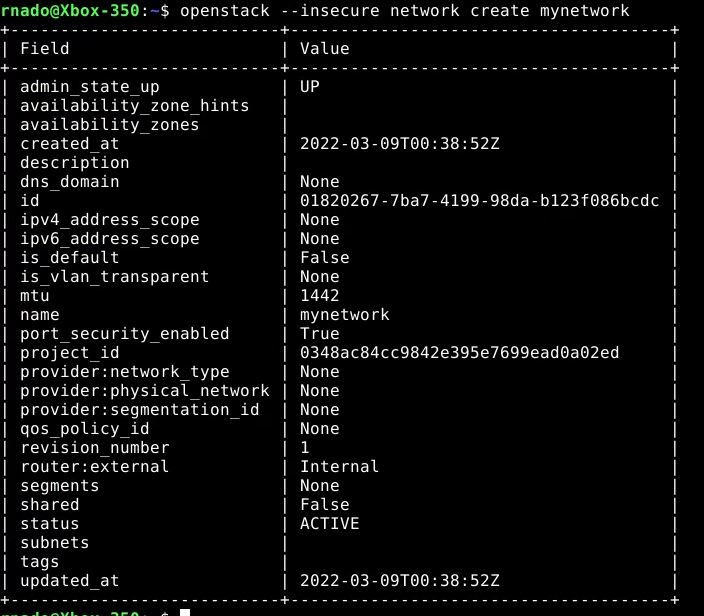 rnado@Xbox-350:~$ openstack --insecure network create mynetwork
+---------------------------+--------------------------------------+
| Field                     | Value                                |
+---------------------------+--------------------------------------+
| admin_state_up            | UP                                   |
| availability_zone_hints   |                                      |
| availability_zones        |                                      |
| created_at                | 2022-03-09T00:38:52Z                 |
| description               |                                      |
| dns_domain                | None                                 |
| id                        | 01820267-7ba7-4199-98da-b123f086bcdc |
| ipv4_address_scope        | None                                 |
| ipv6_address_scope        | None                                 |
| is_default                | False                                |
| is_vlan_transparent       | None                                 |
| mtu                       | 1442                                 |
| name                      | mynetwork                            |
| port_security_enabled     | True                                 |
| project_id                | 0348ac84cc9842e395e7699ead0a02ed     |
| provider:network_type     | None                                 |
| provider:physical_network | None                                 |
| provider:segmentation_id  | None                                 |
| qos_policy_id             | None                                 |
| revision_number           | 1                                    |
| router:external           | Internal                             |
| segments                  | None                                 |
| shared                    | False                                |
| status                    | ACTIVE                               |
| subnets                   |                                      |
| tags                      |                                      |
| updated_at                | 2022-03-09T00:38:52Z                 |
+---------------------------+--------------------------------------+
rnado@Xbox-350:~$